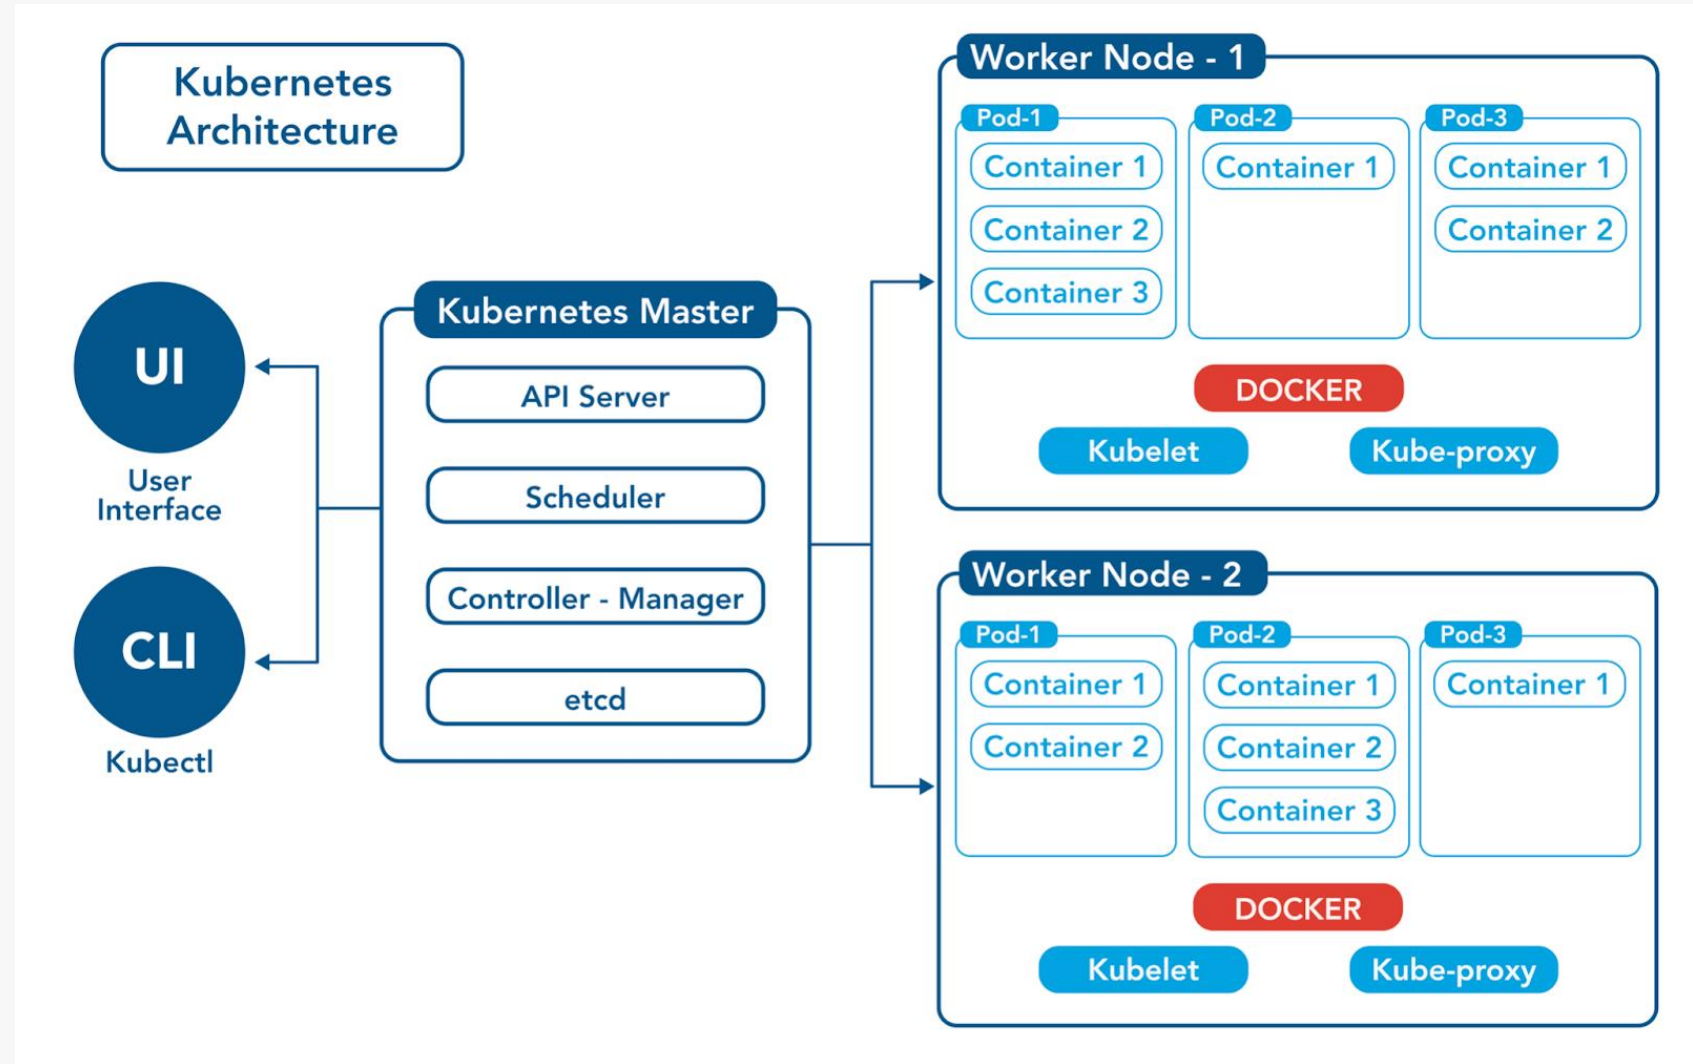 Kubernetes
Architecture
UI
User
Interface
CLI
Kubectl
Kubernetes Master
API Server
Scheduler
Controller - Manager
etcd
Worker Node - 1
Pod-1
Container 1
Container 2
Container 3
Pod-2
Container 1
Pod-3
Container 1
Container 2
DOCKER
Kubelet
Kube-proxy
Worker Node - 2
Pod-1
Container 1
Container 2
Pod-2
Container 1
Container 2
Container 3
Pod-3
Container 1
DOCKER
Kubelet
Kube-proxy